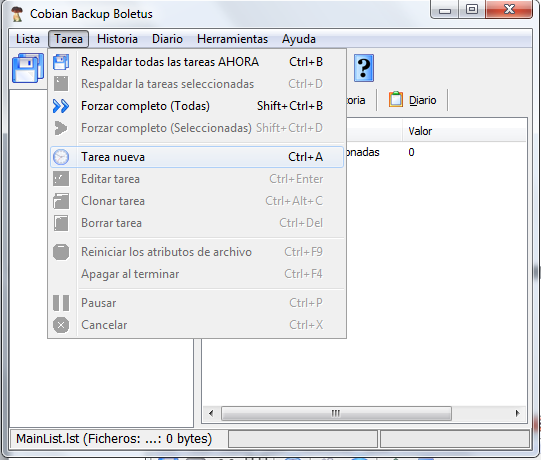 Cobian Backup Boletus
Lista Tarea Historia Diario Herramientas Ayuda
Respaldar todas las tareas AHORA Ctrl+B
Respaldar la tareas seleccionadas Ctrl+D
Forzar completo (Todas) Shift+Ctrl+B
oria Diario
Forzar completo (Seleccionadas) Shift+Ctrl+D
Valor
Tarea nueva Ctrl+A
onadas 0
Editar tarea Ctrl+Enter
Clonar tarea Ctrl+Alt+C
Borrar tarea Ctrl+Del
Reiniciar los atributos de archivo Ctrl+F9
Apagar al terminar Ctrl+F4
Pausar Ctrl+P
Cancelar Ctrl+X
MainList.lst (Ficheros: ...: 0 bytes)